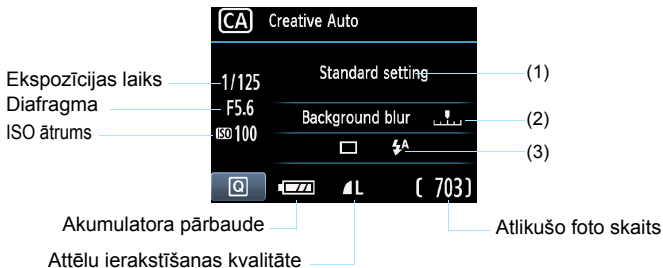 CA Creative Auto
Ekspozīcijas laiks 1/125 Standard setting (1)
Diafragma F5.6
ISO ātrums ISO 100 Background blur (2)
(3)
A
Q L [ 703]
Akumulatora pārbaude Atlikušo foto skaits
Attēlu ierakstīšanas kvalitāte